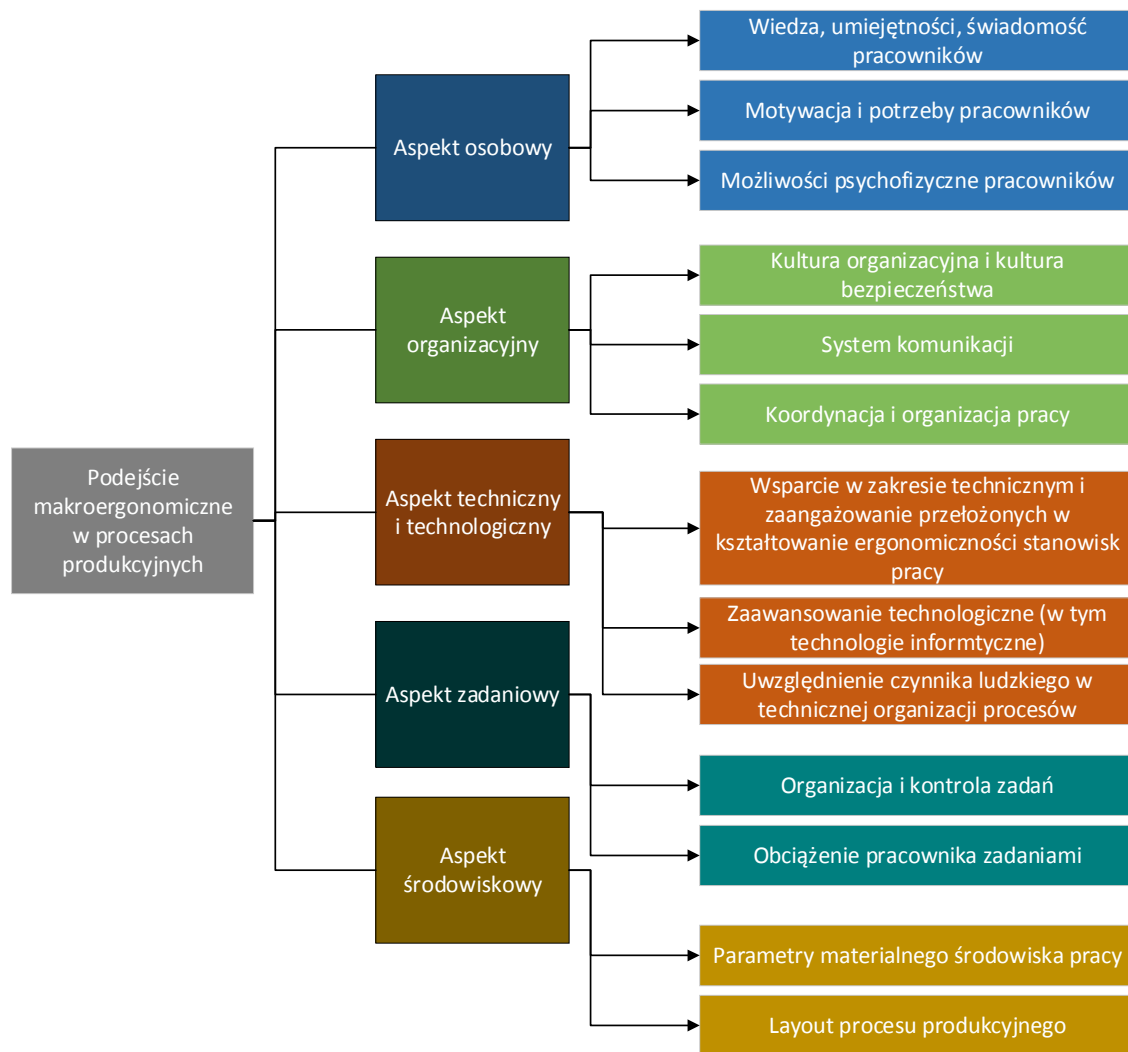 Podejście
makroergonomiczne
w procesach
produkcyjnych
Aspekt osobowy
Wiedza, umiejętności, świadomość
pracowników
Motywacja i potrzeby pracowników
Możliwości psychofizyczne pracowników
Aspekt
organizacyjny
Kultura organizacyjna i kultura
bezpieczeństwa
System komunikacji
Koordynacja i organizacja pracy
Aspekt techniczny
i technologiczny
Wsparcie w zakresie technicznym i
zaangażowanie przełożonych w
kształtowanie ergonomiczności stanowisk
pracy
Zaawansowanie technologiczne (w tym
technologie informtyczne)
Uwzględnienie czynnika ludzkiego w
technicznej organizacji procesów
Aspekt zadaniowy
Organizacja i kontrola zadań
Obciążenie pracownika zadaniami
Aspekt
środowiskowy
Parametry materialnego środowiska pracy
Layout procesu produkcyjnego